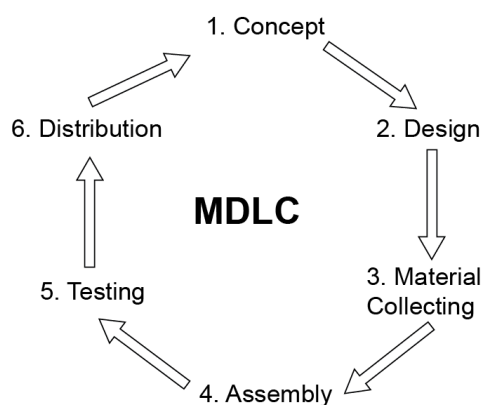 1. Concept
2. Design
3. Material
Collecting
4. Assembly
5. Testing
6. Distribution
MDLC